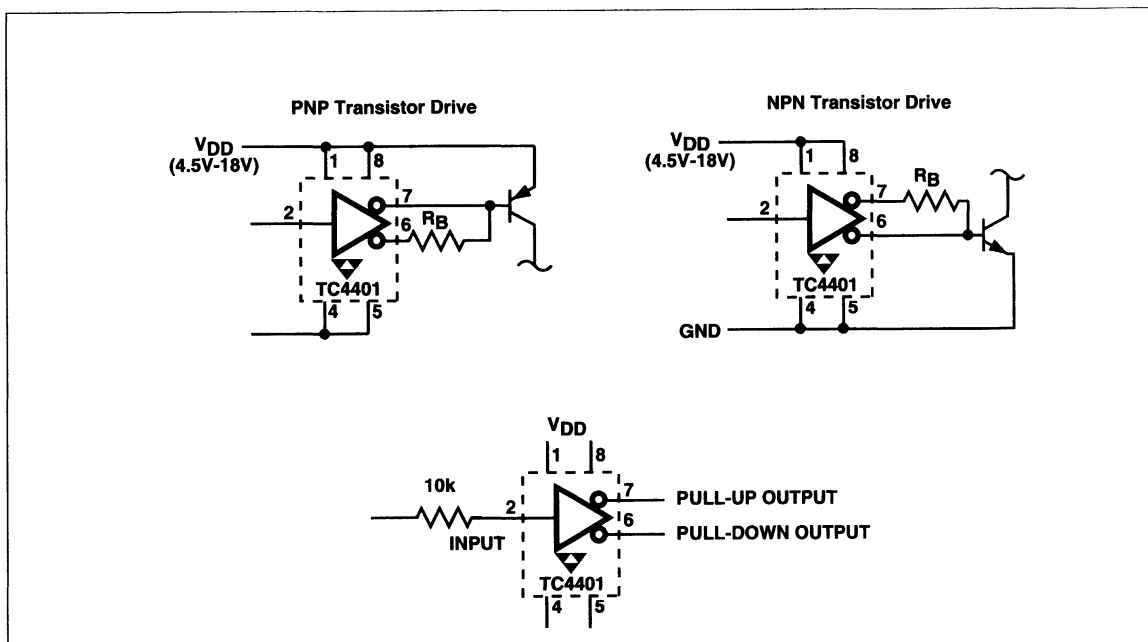 PNP Transistor Drive
VDD
(4.5V-18V)
1
8
2
7
6
RB
TC4401
4
5
NPN Transistor Drive
VDD
(4.5V-18V)
1
8
2
7
6
RB
TC4401
4
5
GND
VDD
1
8
10k
2
INPUT
7
PULL-UP OUTPUT
6
PULL-DOWN OUTPUT
TC4401
4
5